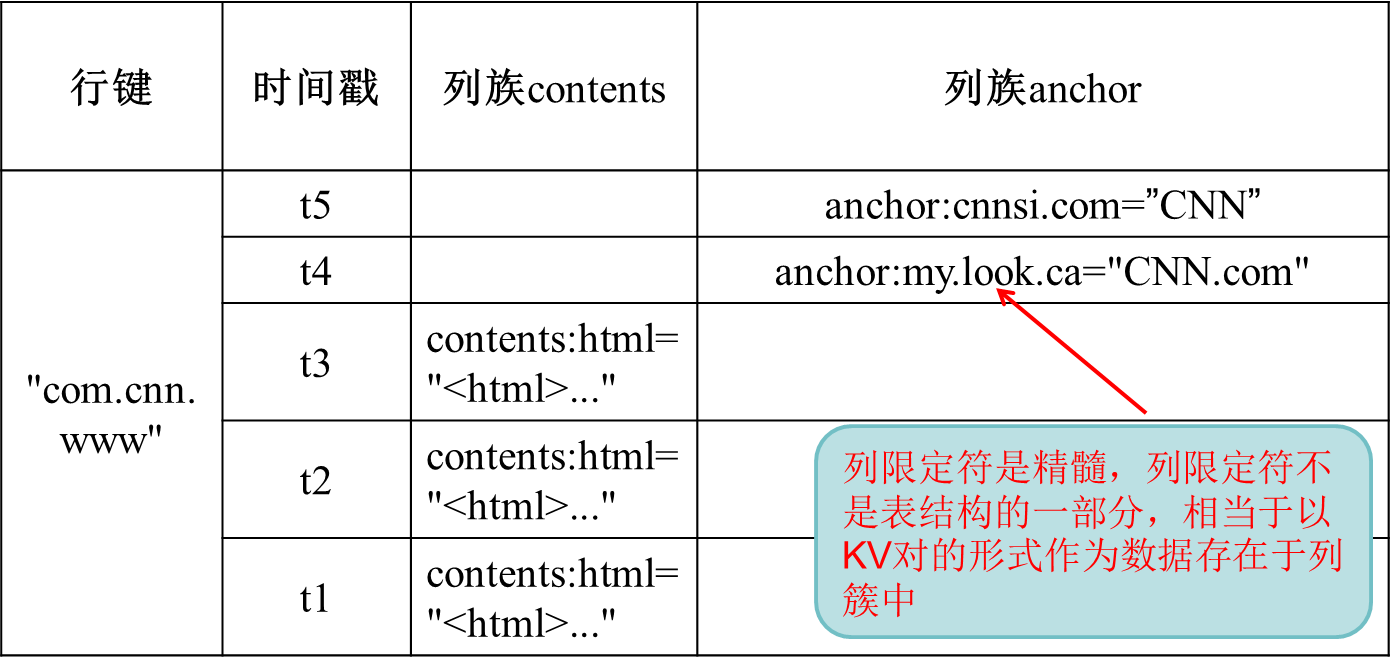 行键 时间戳 列族contents 列族anchor
t5 anchor:cnnsi.com=”CNN”
t4 anchor:my.look.ca="CNN.com"
"com.cnn.
www"
t3 contents:html=
"<html>..."
t2 contents:html=
"<html>..."
t1 contents:html=
"<html>..."
列限定符是精髓，列限定符不
是表结构的一部分，相当于以
KV对的形式作为数据存在于列
簇中